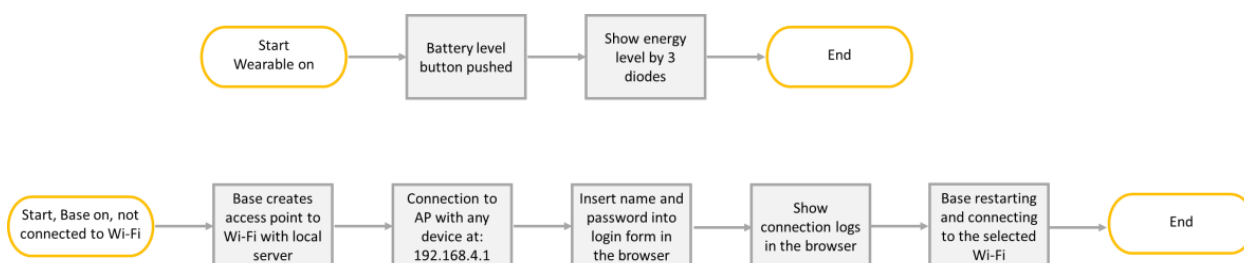 Start
Wearable on
Battery level
button pushed
Show energy
level by 3
diodes
End
Start, Base on, not
connected to Wi-Fi
Base creates
access point to
Wi-Fi with local
server
Connection to
AP with any
device at:
192.168.4.1
Insert name and
password into
login form in
the browser
Show
connection logs
in the browser
Base restarting
and connecting
to the selected
Wi-Fi
End